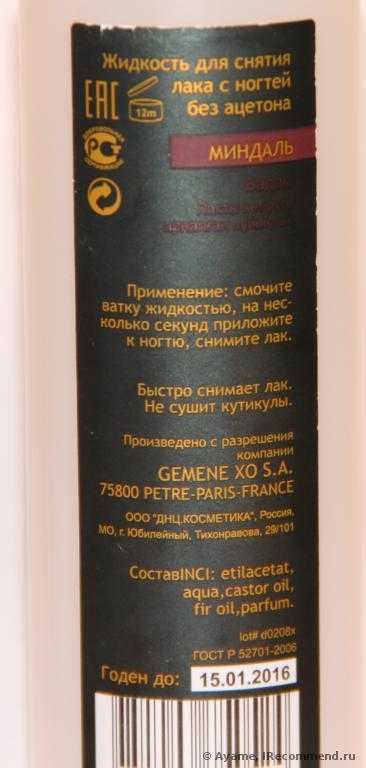 Жидкость для снятия
лака с ногтей
без ацетона
EAC
12m
ДОБРОВОЛЬНАЯ
СЕРТИФИКАЦИЯ
МИНДАЛЬ
Применение: смочите
ватку жидкостью, на нес-
колько секунд приложите
к ногтю, снимите лак.
Быстро снимает лак.
Не сушит кутикулы.
Произведено с разрешения
компании
GEMENE XO S.A.
75800 PETRE-PARIS-FRANCE
ООО "ДНЦ.КОСМЕТИКА", Россия,
МО, г. Юбилейный, Тихонравова, 29/101
СоставINCI: etilacetat,
aqua,castor oil,
fir oil,parfum.
lot# d0208x
ГОСТ Р 52701-2006
Годен до: 15.01.2016
© Ayame, IRecommend.ru